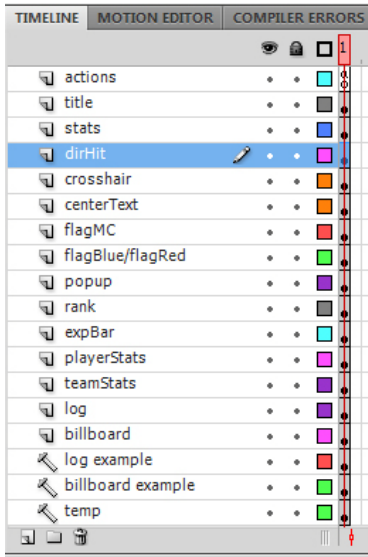 TIMELINE MOTION EDITOR COMPILER ERRORS
1
actions
title
stats
dirHit
crosshair
centerText
flagMC
flagBlue/flagRed
popup
rank
expBar
playerStats
teamStats
log
billboard
log example
billboard example
temp